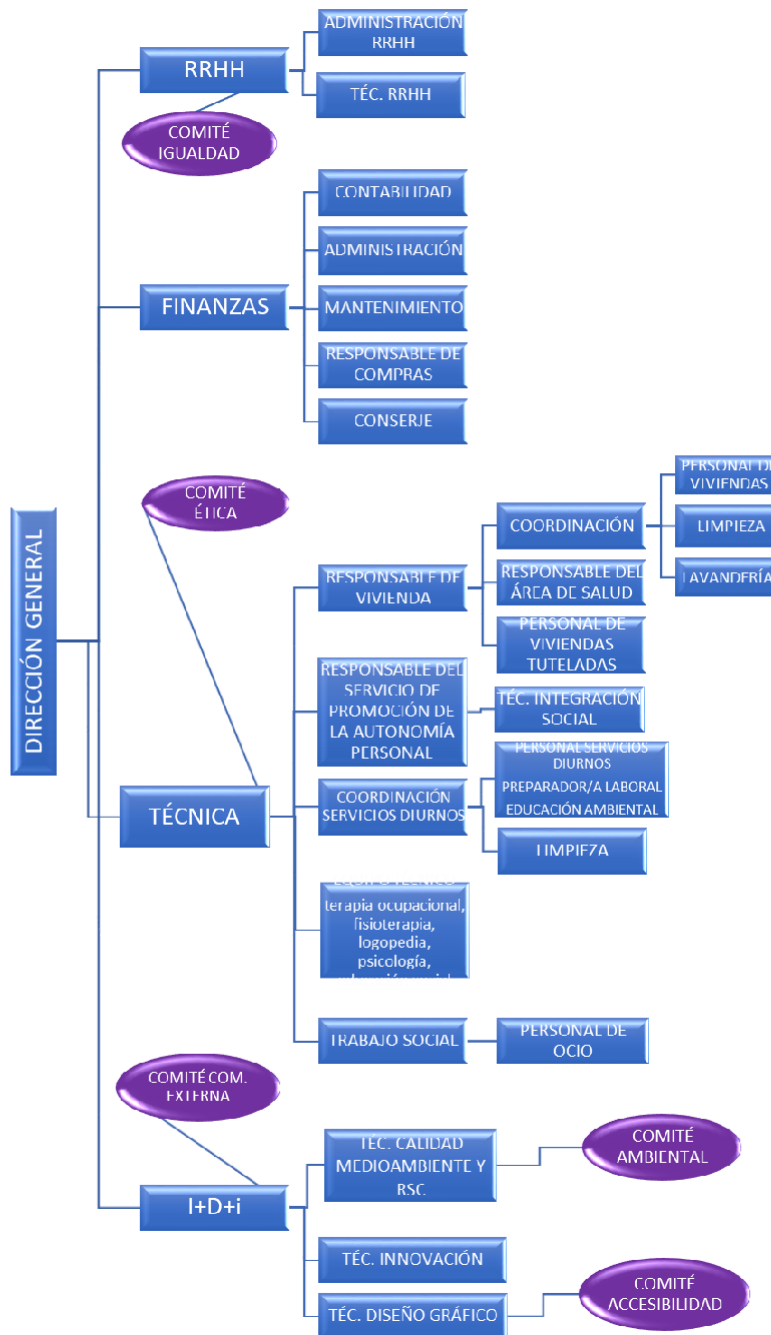 ADMINISTRACIÓN
RRHH
RRHH
TÉC. RRHH
COMITÉ
IGUALDAD
CONTABILIDAD
ADMINISTRACIÓN
FINANZAS
MANTENIMIENTO
RESPONSABLE DE
COMPRAS
CONSERJE
COMITÉ
ÉTICA
DIRECCIÓN GENERAL
RESPONSABLE DE
VIVIENDA
COORDINACIÓN
PERSONAL DE
VIVIENDAS
LIMPIEZA
LAVANDERÍA
RESPONSABLE DEL
ÁREA DE SALUD
PERSONAL DE
VIVIENDAS
TUTELADAS
RESPONSABLE DEL
SERVICIO DE
PROMOCIÓN DE
LA AUTONOMÍA
PERSONAL
TÉC. INTEGRACIÓN
SOCIAL
TÉCNICA
COORDINACIÓN
SERVICIOS DIURNOS
PERSONAL SERVICIOS
DIURNOS
PREPARADOR/A LABORAL
EDUCACIÓN AMBIENTAL
LIMPIEZA
EQUIPO TÉCNICO
terapia ocupacional,
fisioterapia,
logopedia,
psicología,
TRABAJO SOCIAL
PERSONAL DE
OCIO
COMITÉ COM.
EXTERNA
I+D+i
TÉC. CALIDAD
MEDIOAMBIENTE Y
RSC
COMITÉ
AMBIENTAL
TÉC. INNOVACIÓN
TÉC. DISEÑO GRÁFICO
COMITÉ
ACCESIBILIDAD